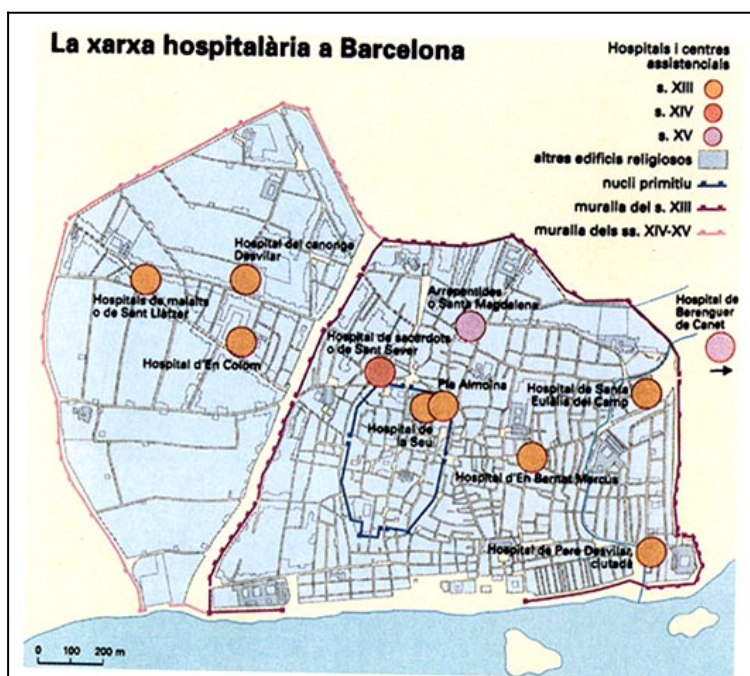 La xarxa hospitalària a Barcelona
Hospitals i centres
assistencials
s. XIII
s. XIV
s. XV
altres edificis religiosos
nucli primitiu
muralla del s. XIII
muralla dels ss. XIV-XV
Hospital del canonge
Desvilar
Hospitals de malalts
o de Sant Llàtzer
Hospital d'En Colom
Arrepentides
o Santa Magdalena
Hospital de
Berenguer
de Canet
Hospital de sacerdots
o de Sant Sever
Pia Almoina
Hospital de
la Seu
Hospital de Santa
Eulàlia del Camp
Hospital d'En Bernat Marcús
Hospital de Pere Desvilar,
ciutadà
0 100 200 m